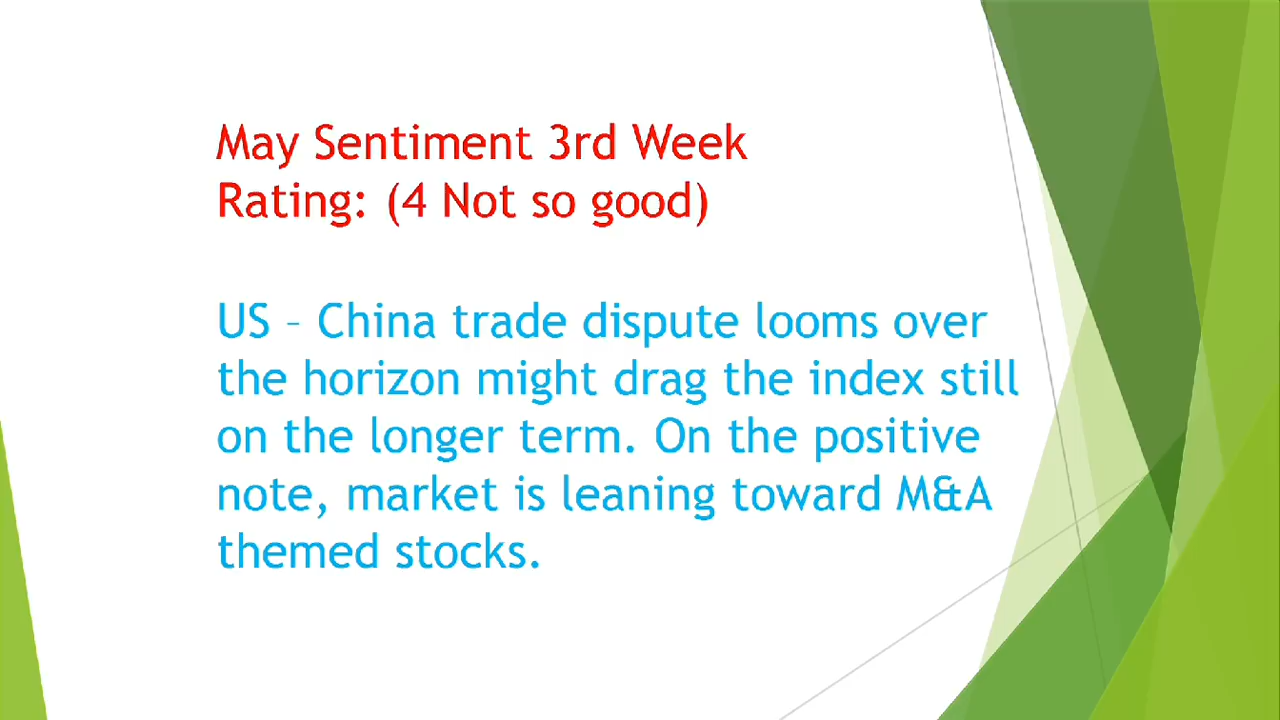 May Sentiment 3rd Week
Rating: (4 Not so good)
US – China trade dispute looms over
the horizon might drag the index still
on the longer term. On the positive
note, market is leaning toward M&A
themed stocks.